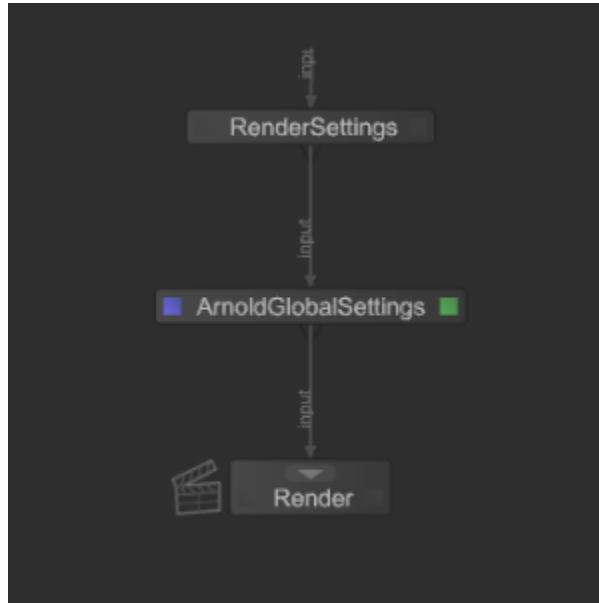 input
RenderSettings
input
ArnoldGlobalSettings
input
Render